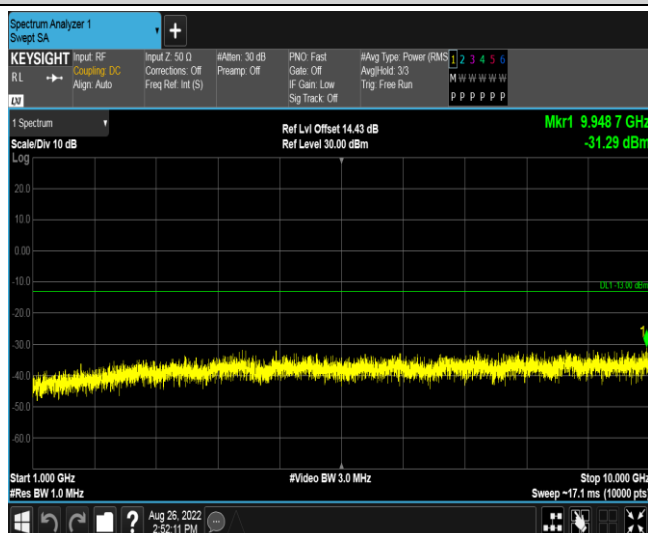 Spectrum Analyzer 1
Swept SA
+
KEYSIGHT
RL
LXI
Input: RF
Coupling: DC
Align: Auto
Input Z: 50 Ω
Corrections: Off
Freq Ref: Int (S)
#Atten: 30 dB
Preamp: Off
PNO: Fast
Gate: Off
IF Gain: Low
Sig Track: Off
#Avg Type: Power (RMS
Avg|Hold: 3/3
Trig: Free Run
1 2 3 4 5 6
M W W W W W
P P P P P P
1 Spectrum
Scale/Div 10 dB
Log
Ref Lvl Offset 14.43 dB
Ref Level 30.00 dBm
Mkr1 9.948 7 GHz
-31.29 dBm
20.0
10.0
0.00
-10.0
DL1 -13.00 dBm
-20.0
-30.0
1
-40.0
-50.0
-60.0
Start 1.000 GHz
#Res BW 1.0 MHz
#Video BW 3.0 MHz
Stop 10.000 GHz
Sweep ~17.1 ms (10000 pts)
?
Aug 26, 2022
2:52:11 PM